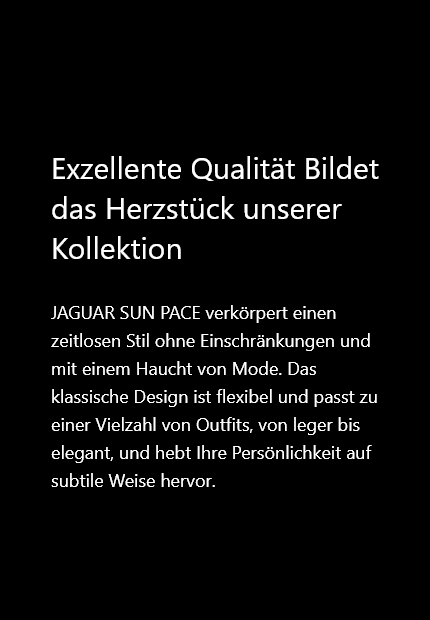 Exzellente Qualität Bildet
das Herzstück unserer
Kollektion
JAGUAR SUN PACE verkörpert einen
zeitlosen Stil ohne Einschränkungen und
mit einem Haucht von Mode. Das
klassische Design ist flexibel und passt zu
einer Vielzahl von Outfits, von leger bis
elegant, und hebt Ihre Persönlichkeit auf
subtile Weise hervor.